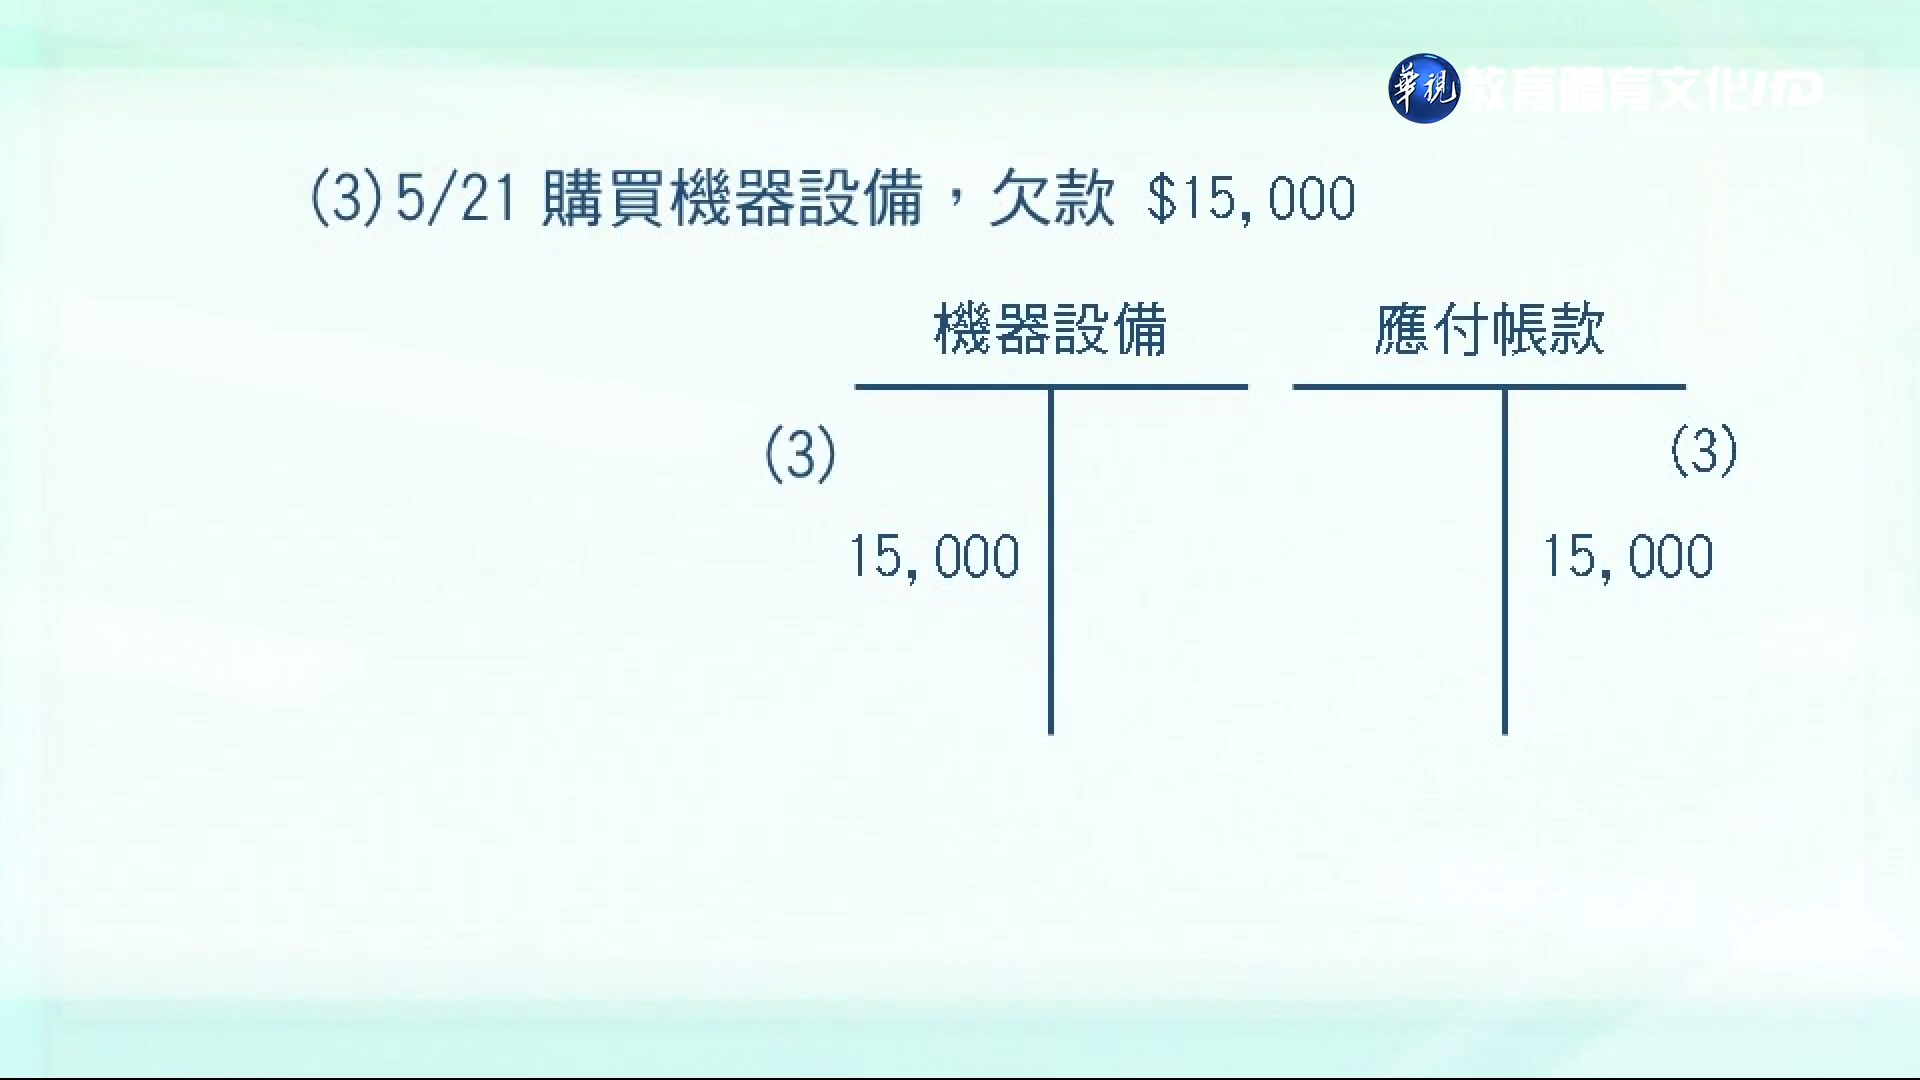 華視 教育體育文化HD
(3)5/21 購買機器設備，欠款 $15,000
機器設備 應付帳款
(3) (3)
15,000 15,000